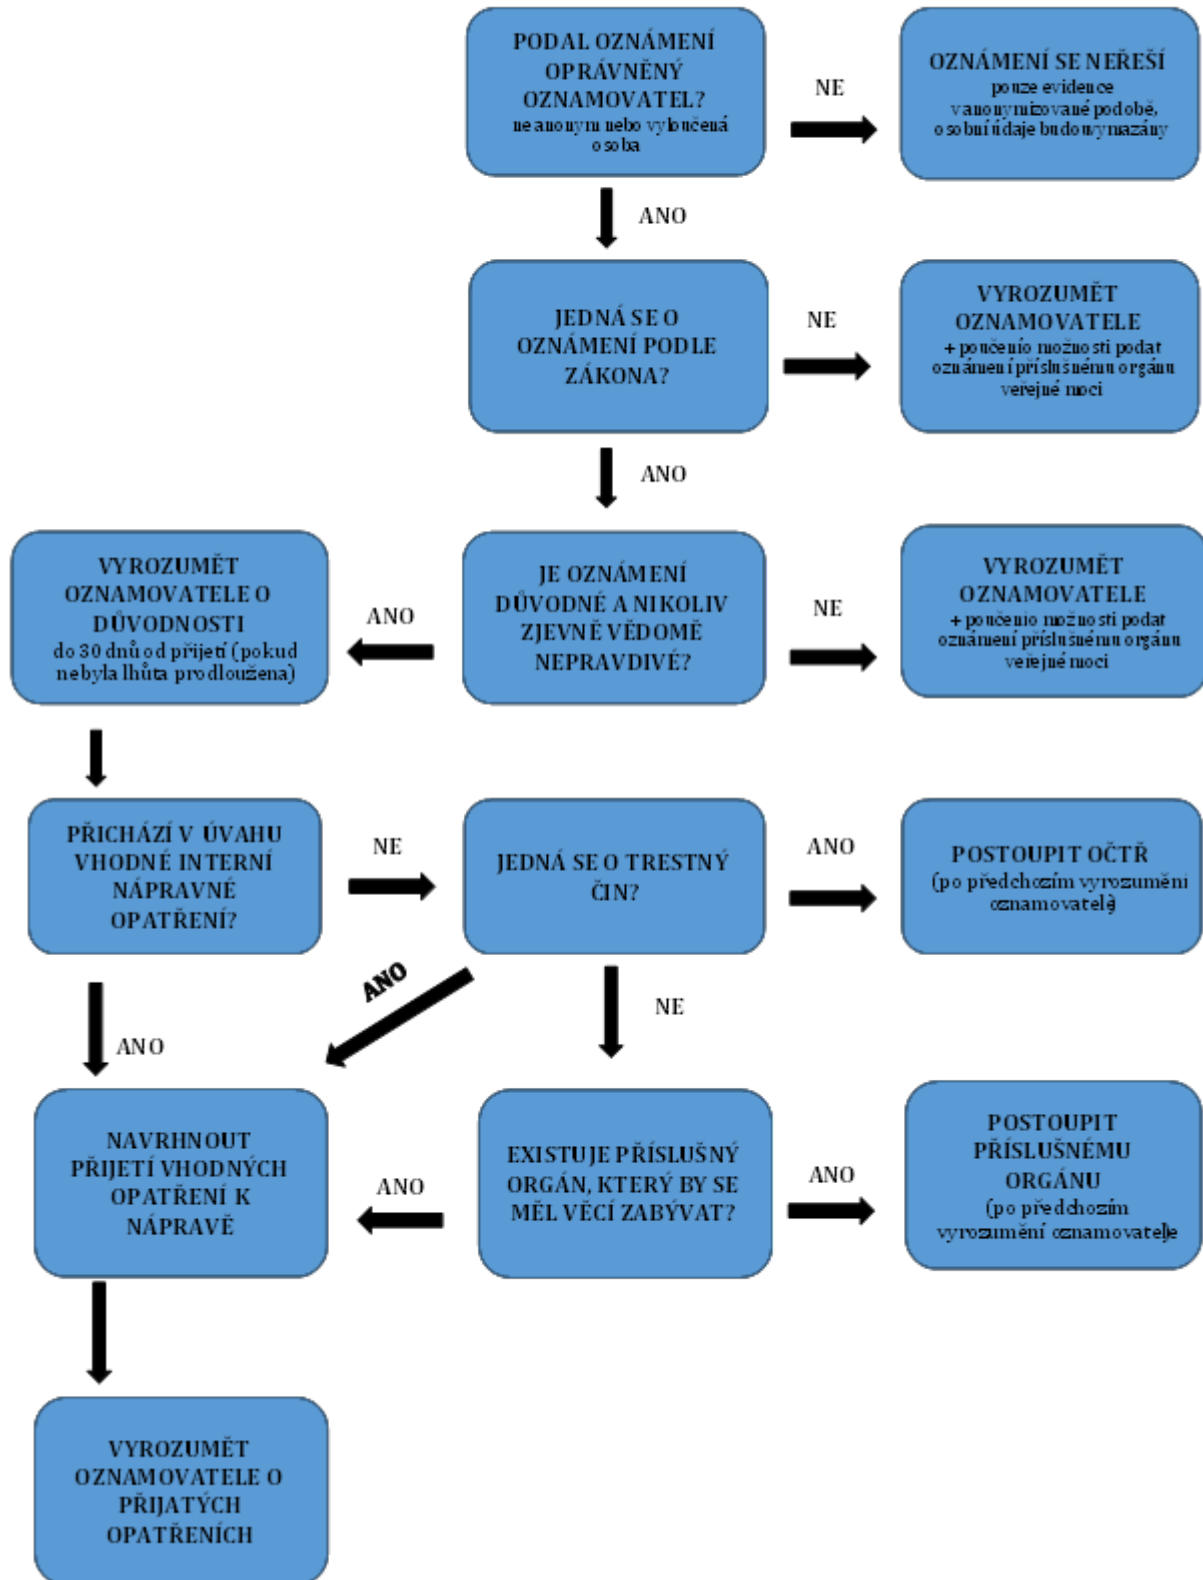 PODAL OZNÁMENÍ
OPRÁVNĚNÝ
OZNAMOVATEL?
ne anonym nebo vyloučená
osoba
NE
OZNÁMENÍ SE NEŘEŠÍ
pouze evidence
v anonymizované podobě,
osobní údaje budou vymazány
ANO
JEDNÁ SE O
OZNÁMENÍ PODLE
ZÁKONA?
NE
VYROZUMĚT
OZNAMOVATELE
+ poučení o možnosti podat
oznámení příslušnému orgánu
veřejné moci
ANO
JE OZNÁMENÍ
DŮVODNÉ A NIKOLIV
ZJEVNĚ VĚDOMĚ
NEPRAVDIVÉ?
NE
VYROZUMĚT
OZNAMOVATELE
+ poučení o možnosti podat
oznámení příslušnému orgánu
veřejné moci
ANO
VYROZUMĚT
OZNAMOVATELE O
DŮVODNOSTI
do 30 dnů od přijetí (pokud
nebyla lhůta prodloužena)
PŘICHÁZÍ V ÚVAHU
VHODNÉ INTERNÍ
NÁPRAVNÉ
OPATŘENÍ?
NE
JEDNÁ SE O TRESTNÝ
ČIN?
ANO
POSTOUPIT OČTŘ
(po předchozím vyrozumění
oznamovatele)
ANO
ANO
NE
NAVRHNOUT
PŘIJETÍ VHODNÝCH
OPATŘENÍ K
NÁPRAVĚ
ANO
EXISTUJE PŘÍSLUŠNÝ
ORGÁN, KTERÝ BY SE
MĚL VĚCÍ ZABÝVAT?
ANO
POSTOUPIT
PŘÍSLUŠNÉMU
ORGÁNU
(po předchozím
vyrozumění oznamovatele)
VYROZUMĚT
OZNAMOVATELE O
PŘIJATÝCH
OPATŘENÍCH